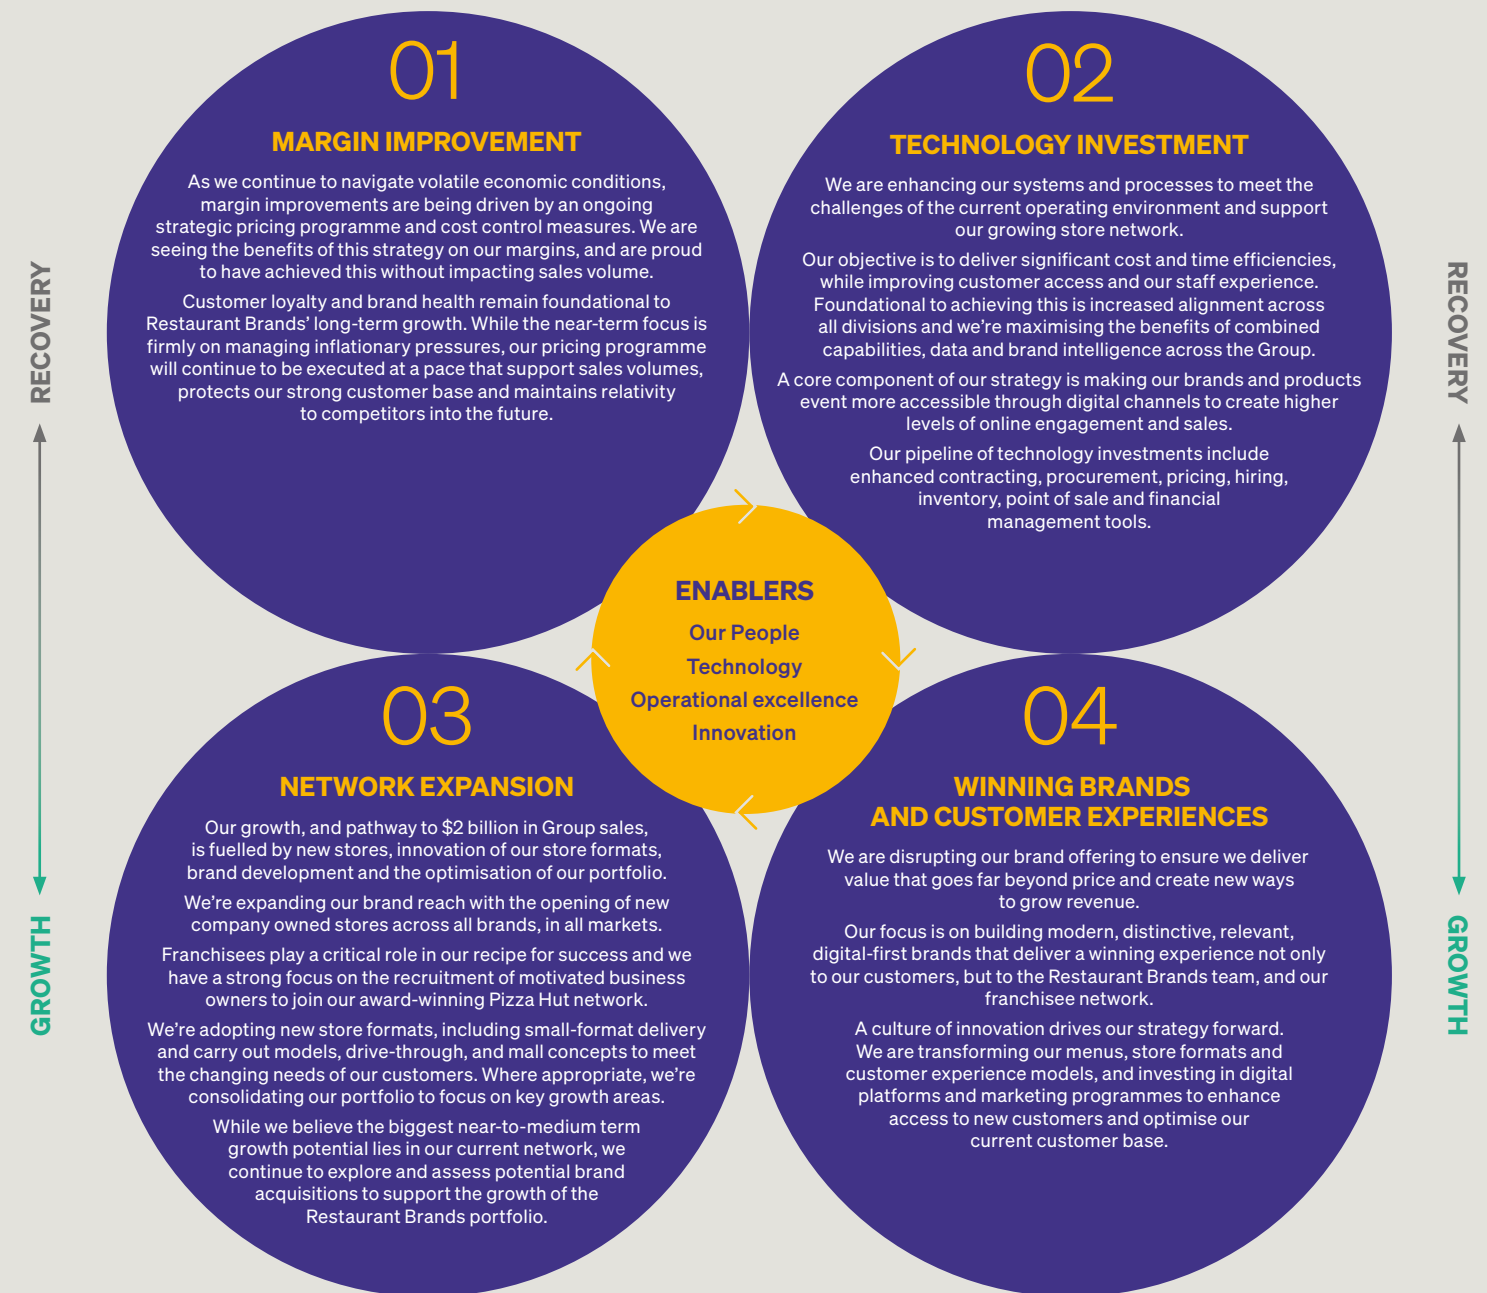 01
MARGIN IMPROVEMENT
As we continue to navigate volatile economic conditions,
margin improvements are being driven by an ongoing
strategic pricing programme and cost control measures. We are
seeing the benefits of this strategy on our margins, and are proud
to have achieved this without impacting sales volume.
Customer loyalty and brand health remain foundational to
Restaurant Brands’ long-term growth. While the near-term focus is
firmly on managing inflationary pressures, our pricing programme
will continue to be executed at a pace that support sales volumes,
protects our strong customer base and maintains relativity
to competitors into the future.
02
TECHNOLOGY INVESTMENT
We are enhancing our systems and processes to meet the
challenges of the current operating environment and support
our growing store network.
Our objective is to deliver significant cost and time efficiencies,
while improving customer access and our staff experience.
Foundational to achieving this is increased alignment across
all divisions and we’re maximising the benefits of combined
capabilities, data and brand intelligence across the Group.
A core component of our strategy is making our brands and products
event more accessible through digital channels to create higher
levels of online engagement and sales.
Our pipeline of technology investments include
enhanced contracting, procurement, pricing, hiring,
inventory, point of sale and financial
management tools.
RECOVERY
GROWTH
ENABLERS
Our People
Technology
Operational excellence
Innovation
RECOVERY
GROWTH
03
NETWORK EXPANSION
Our growth, and pathway to $2 billion in Group sales,
is fuelled by new stores, innovation of our store formats,
brand development and the optimisation of our portfolio.
We’re expanding our brand reach with the opening of new
company owned stores across all brands, in all markets.
Franchisees play a critical role in our recipe for success and we
have a strong focus on the recruitment of motivated business
owners to join our award-winning Pizza Hut network.
We’re adopting new store formats, including small-format delivery
and carry out models, drive-through, and mall concepts to meet
the changing needs of our customers. Where appropriate, we’re
consolidating our portfolio to focus on key growth areas.
While we believe the biggest near-to-medium term
growth potential lies in our current network, we
continue to explore and assess potential brand
acquisitions to support the growth of the
Restaurant Brands portfolio.
04
WINNING BRANDS
AND CUSTOMER EXPERIENCES
We are disrupting our brand offering to ensure we deliver
value that goes far beyond price and create new ways
to grow revenue.
Our focus is on building modern, distinctive, relevant,
digital-first brands that deliver a winning experience not only
to our customers, but to the Restaurant Brands team, and our
franchisee network.
A culture of innovation drives our strategy forward.
We are transforming our menus, store formats and
customer experience models, and investing in digital
platforms and marketing programmes to enhance
access to new customers and optimise our
current customer base.